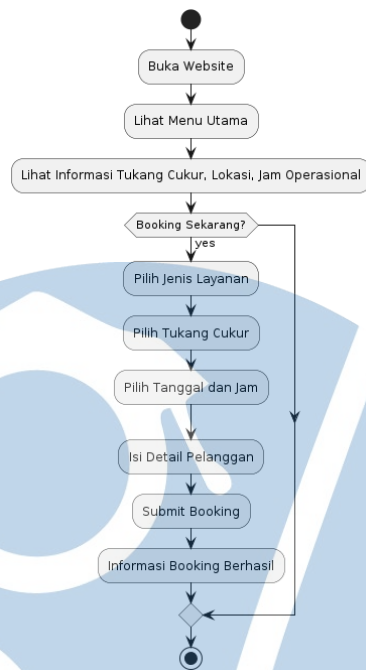 Buka Website
Lihat Menu Utama
Lihat Informasi Tukang Cukur, Lokasi, Jam Operasional
Booking Sekarang?
yes
Pilih Jenis Layanan
Pilih Tukang Cukur
Pilih Tanggal dan Jam
Isi Detail Pelanggan
Submit Booking
Informasi Booking Berhasil